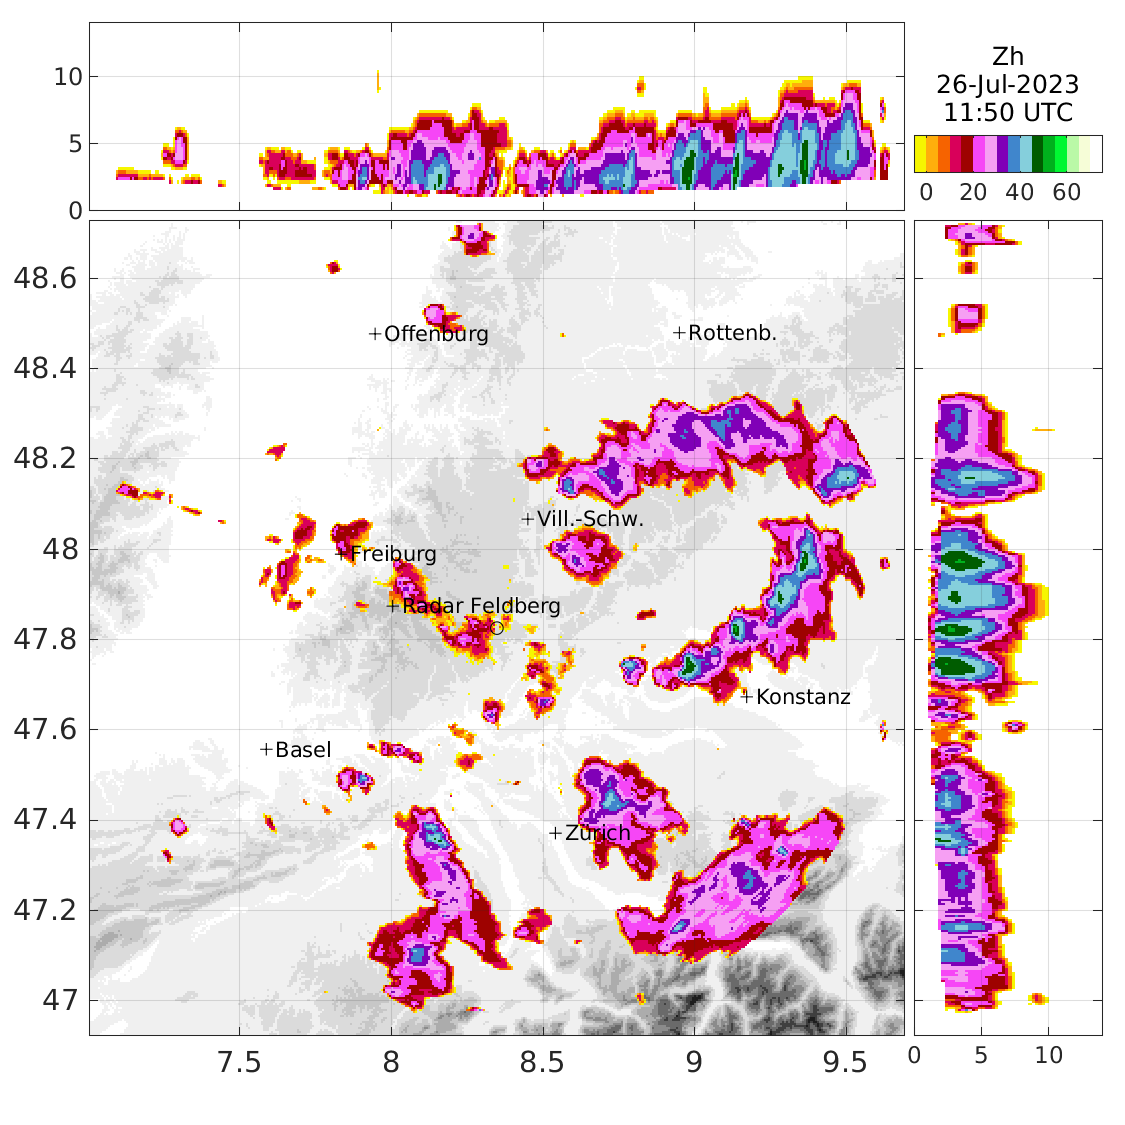 10
5
0
Zh
26-Jul-2023
11:50 UTC
0 20 40 60
48.6
48.4
48.2
48
47.8
47.6
47.4
47.2
47
+Offenburg
+Rottenb.
+Vill.-Schw.
+Freiburg
+Radar Feldberg
+Konstanz
+Basel
+Zurich
7.5 8 8.5 9 9.5
0 5 10